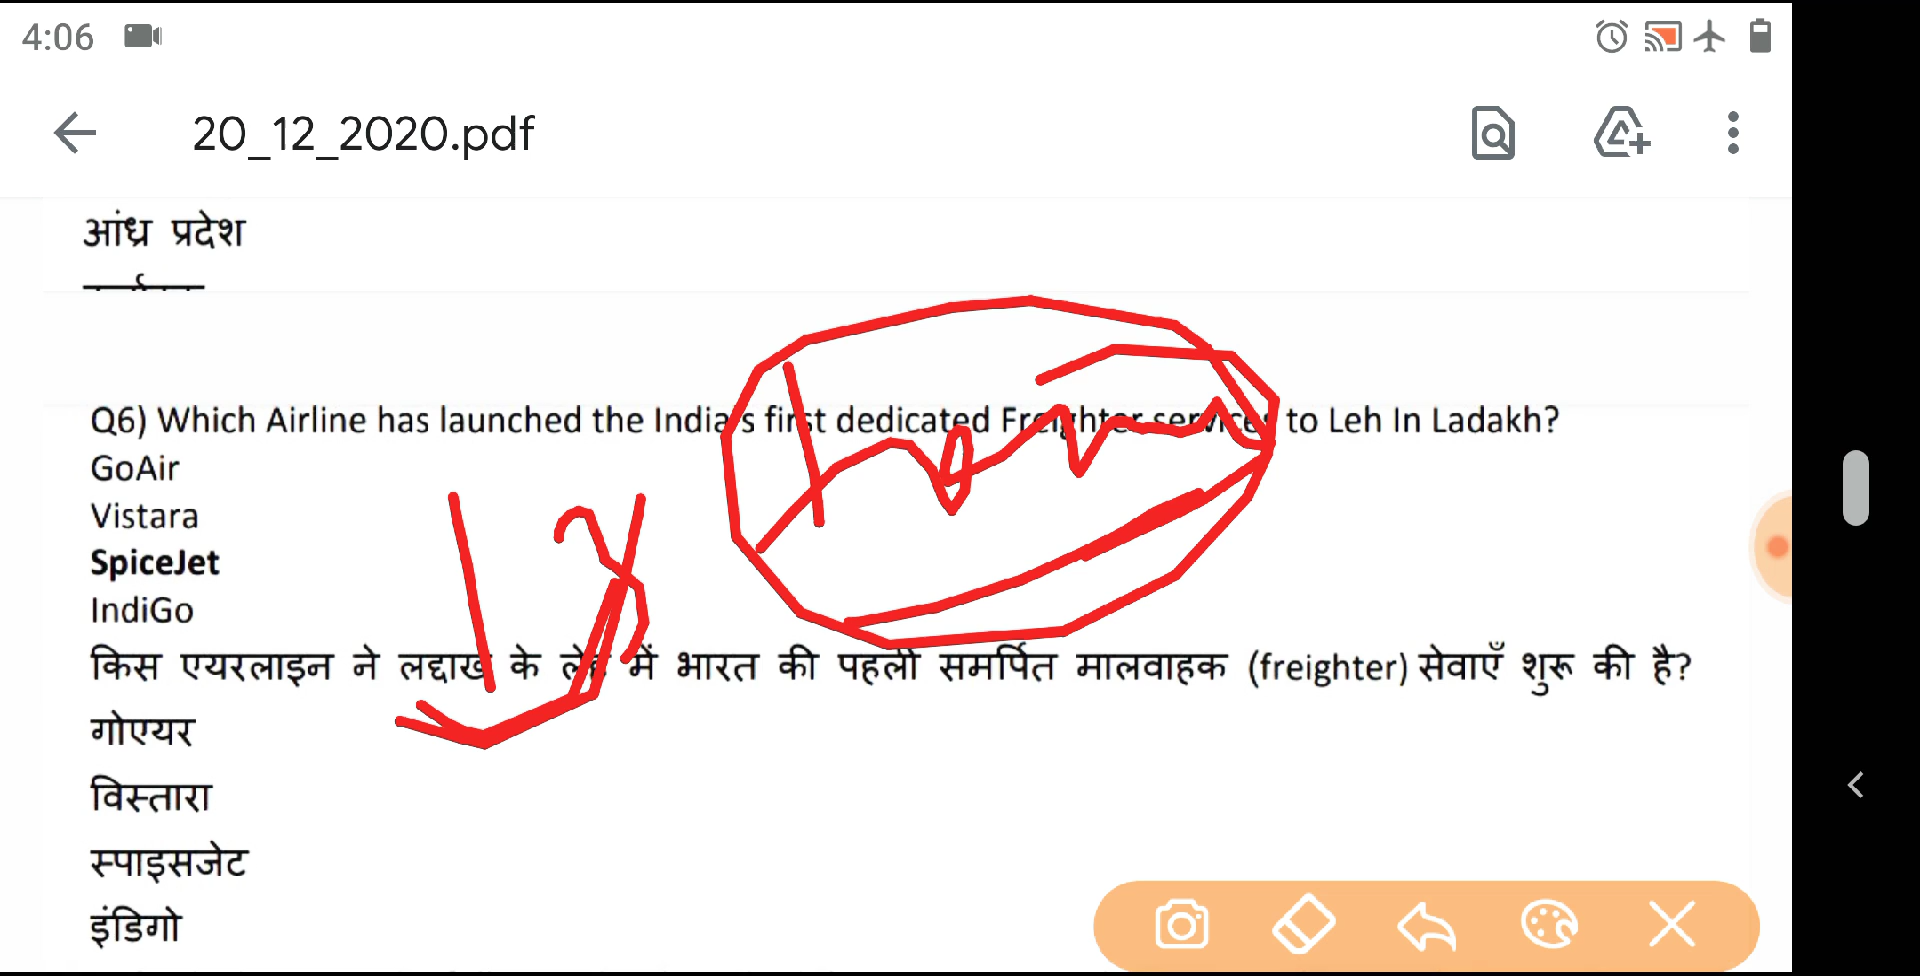 4:06
20_12_2020.pdf
आंध्र प्रदेश
Q6) Which Airline has launched the India's first dedicated Freighter services to Leh In Ladakh?
GoAir
Vistara
SpiceJet
IndiGo
किस एयरलाइन ने लद्दाख के लेह में भारत की पहली समर्पित मालवाहक (freighter) सेवाएँ शुरू की है?
गोएयर
विस्तारा
स्पाइसजेट
इंडिगो